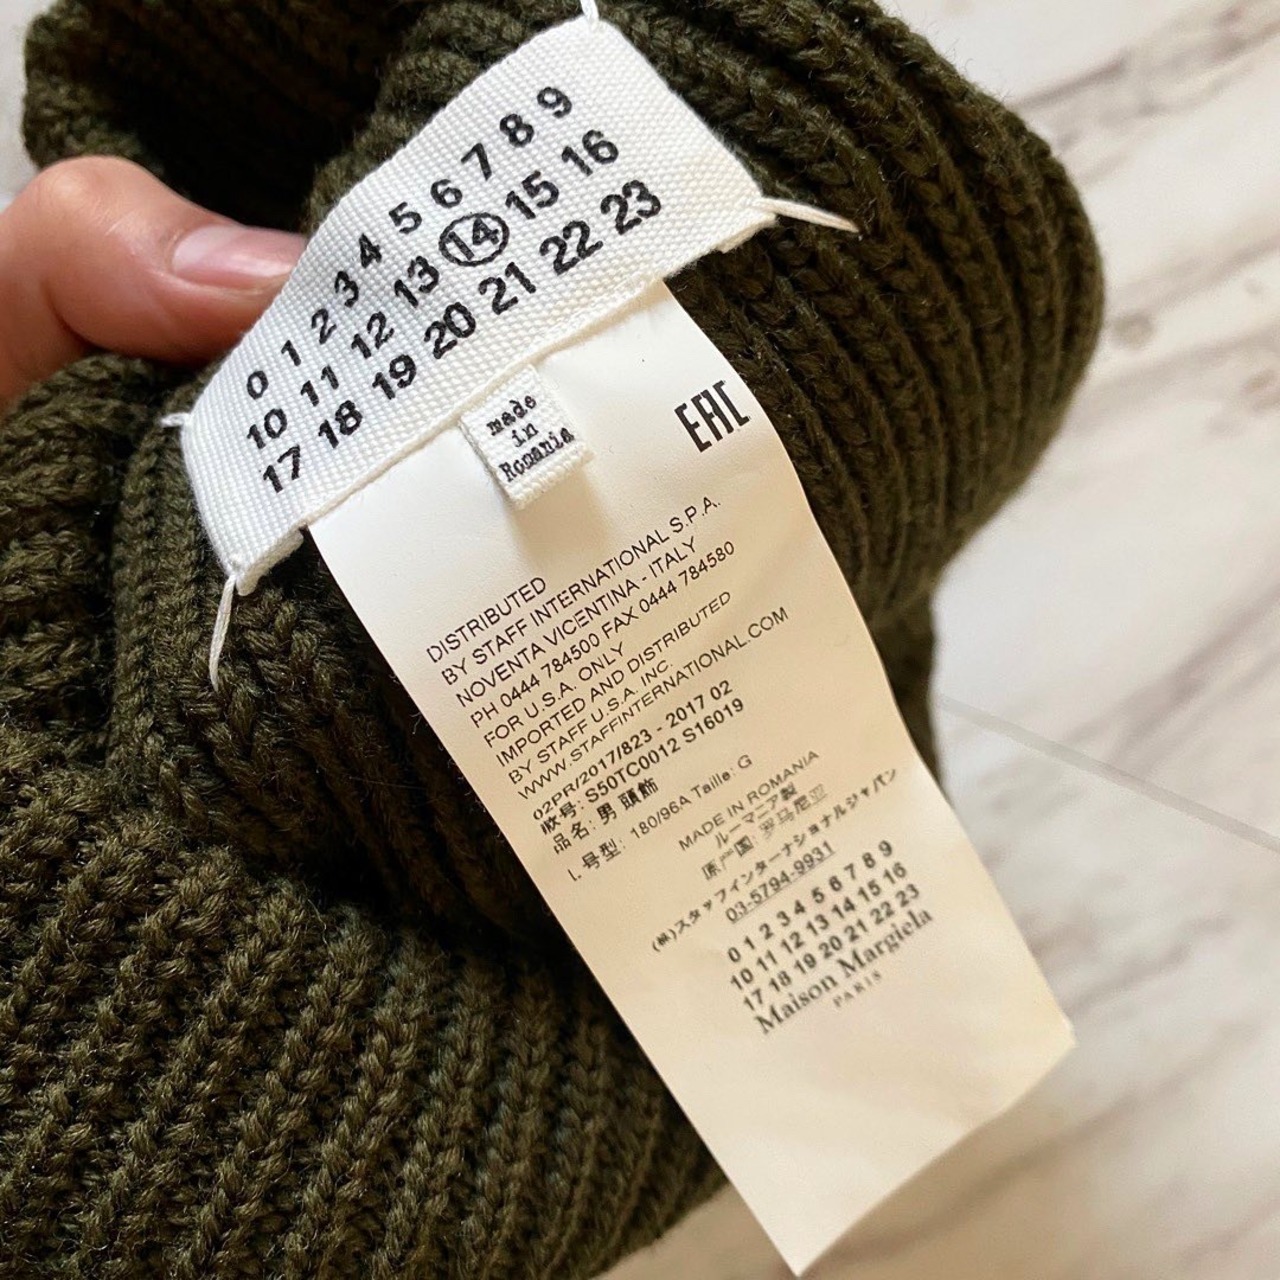 0 1 2 3 4 5 6 7 8 9
10 11 12 13 14 15 16
17 18 19 20 21 22 23
made
in
Romania
EAC
DISTRIBUTED
BY STAFF INTERNATIONAL S.P.A.
NOVENTA VICENTINA - ITALY
PH 0444 784500 FAX 0444 784580
FOR U.S.A. ONLY
IMPORTED AND DISTRIBUTED
BY STAFF U.S.A. INC.
WWW.STAFFINTERNATIONAL.COM
02PR/2017/823 - 2017 02
款号: S50TC0012 S16019
品名: 男 頭飾
L 号型: 180/96A Taille: G
MADE IN ROMANIA
ルーマニア製
原产国: 罗马尼亚
(株)スタッフインターナショナルジャパン
03-5794-9931
0 1 2 3 4 5 6 7 8 9
10 11 12 13 14 15 16
17 18 19 20 21 22 23
Maison Margiela
PARIS